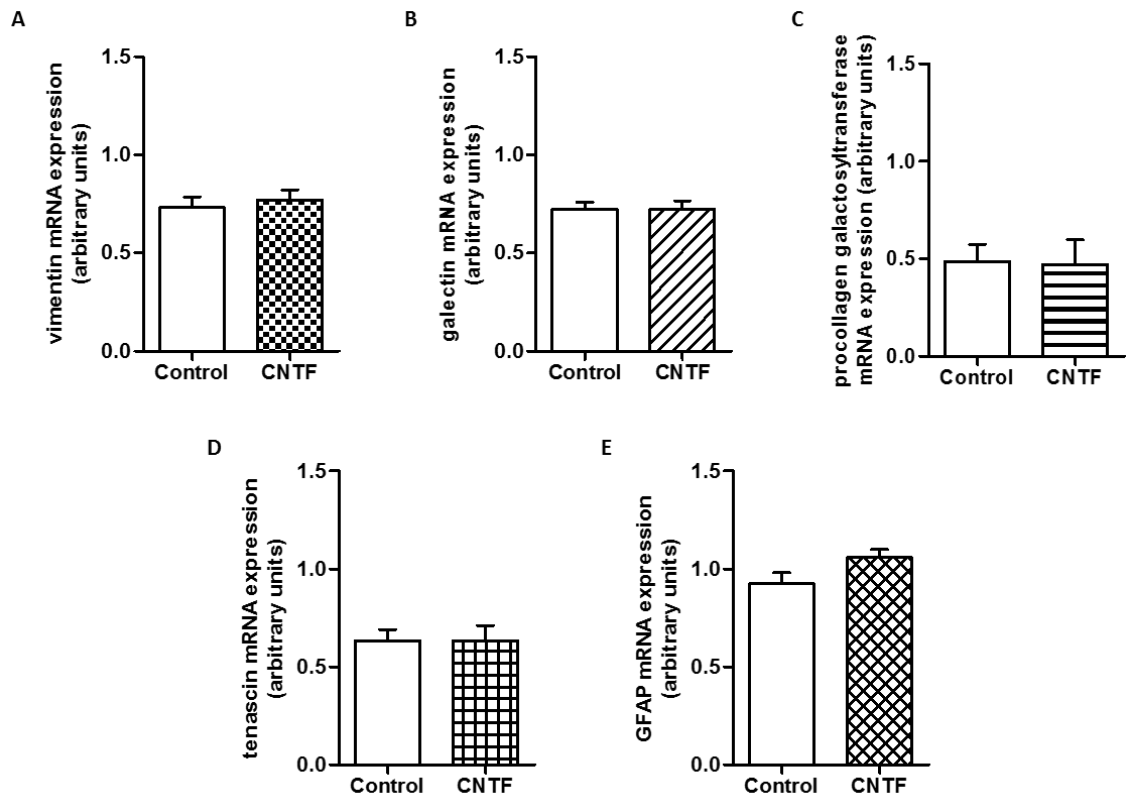 A
vimentin mRNA expression
(arbitrary units)
1.5
1.0
0.5
0.0
Control
CNTF
B
galectin mRNA expression
(arbitrary units)
1.5
1.0
0.5
0.0
Control
CNTF
C
procollagen galactosyltransferase
mRNA expression (arbitrary units)
1.5
1.0
0.5
0.0
Control
CNTF
D
tenascin mRNA expression
(arbitrary units)
1.5
1.0
0.5
0.0
Control
CNTF
E
GFAP mRNA expression
(arbitrary units)
1.5
1.0
0.5
0.0
Control
CNTF